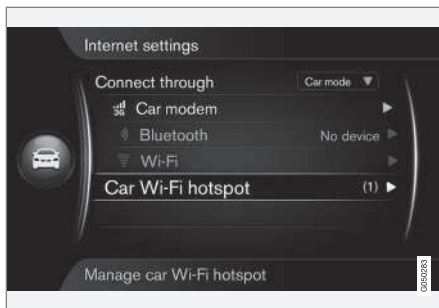 Internet settings
Connect through Car mode
3G Car modem
Bluetooth No device
Wi-Fi
Car Wi-Fi hotspot (1)
Manage car Wi-Fi hotspot
G050283